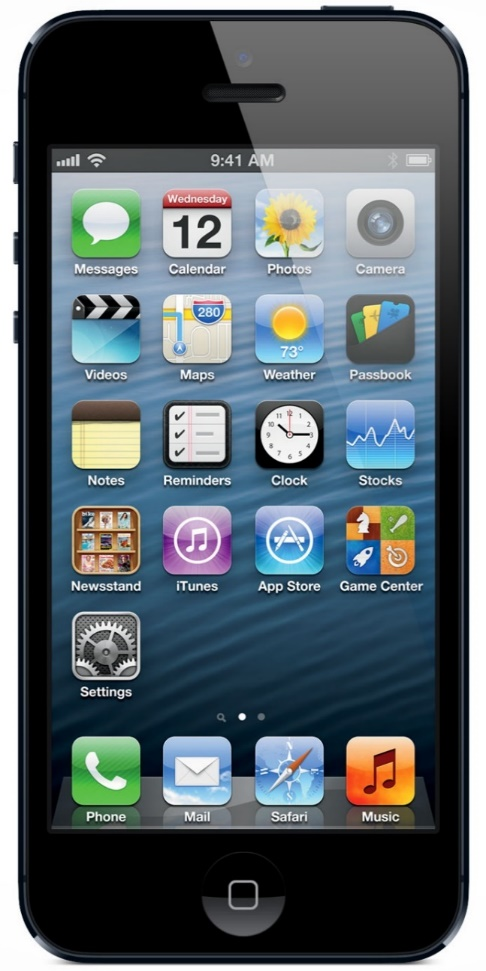 9:41 AM
Wednesday
12
Messages
Calendar
Photos
Camera
280
73°
Videos
Maps
Weather
Passbook
Notes
Reminders
Clock
Stocks
Newsstand
iTunes
App Store
Game Center
Settings
Phone
Mail
Safari
Music